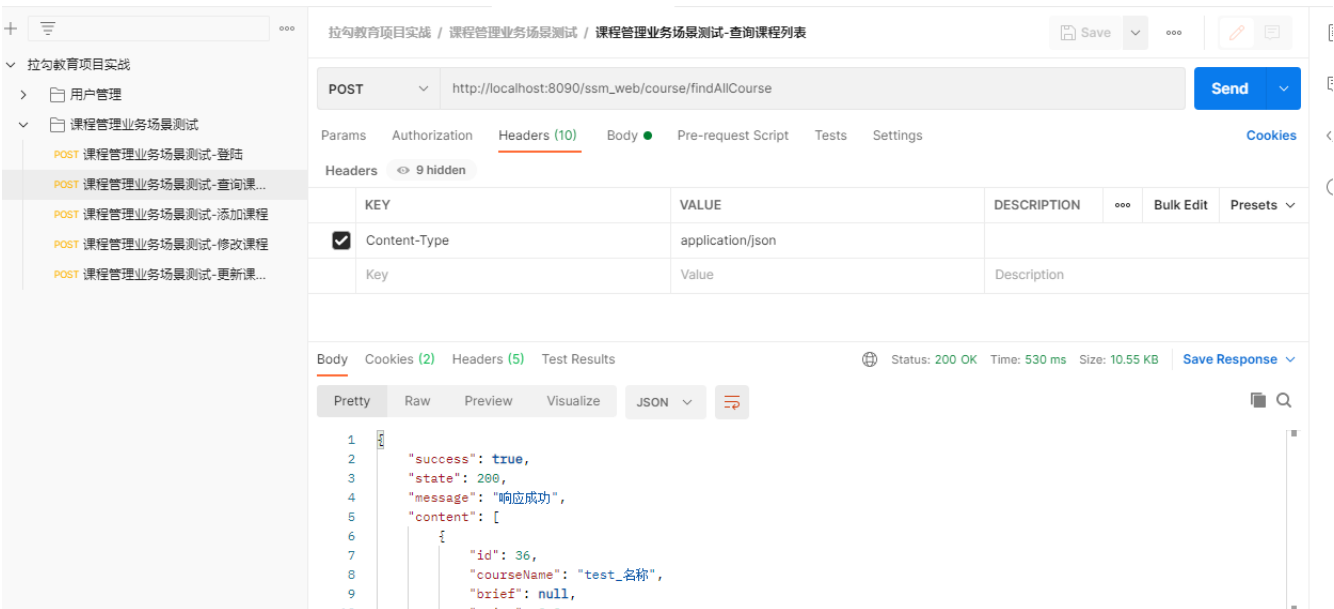 拉勾教育项目实战 / 课程管理业务场景测试 / 课程管理业务场景测试-查询课程列表
Save
拉勾教育项目实战
用户管理
课程管理业务场景测试
POST 课程管理业务场景测试-登陆
POST 课程管理业务场景测试-查询课...
POST 课程管理业务场景测试-添加课程
POST 课程管理业务场景测试-修改课程
POST 课程管理业务场景测试-更新课...
POST http://localhost:8090/ssm_web/course/findAllCourse Send
Params Authorization Headers (10) Body Pre-request Script Tests Settings Cookies
Headers 9 hidden
KEY VALUE DESCRIPTION Bulk Edit Presets
Content-Type application/json
Key Value Description
Body Cookies (2) Headers (5) Test Results Status: 200 OK Time: 530 ms Size: 10.55 KB Save Response
Pretty Raw Preview Visualize JSON
1 {
2 "success": true,
3 "state": 200,
4 "message": "响应成功",
5 "content": [
6 {
7 "id": 36,
8 "courseName": "test_名称",
9 "brief": null,